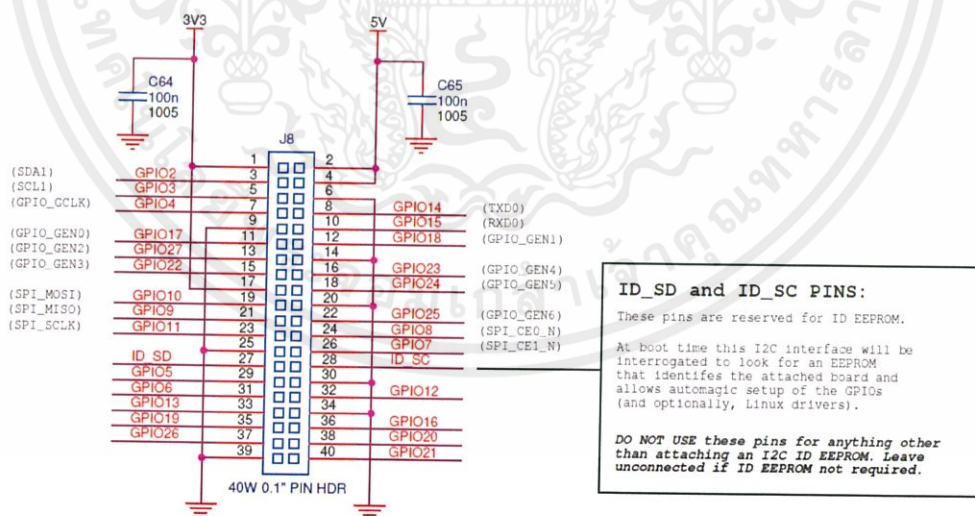 3V3
5V
C64
100n
1005
C65
100n
1005
J8
1 2
(SDA1) GPIO2 3 4
(SCL1) GPIO3 5 6
(GPIO_GCLK) GPIO4 7 8 GPIO14 (TXD0)
9 10 GPIO15 (RXD0)
(GPIO_GEN0) GPIO17 11 12 GPIO18 (GPIO_GEN1)
(GPIO_GEN2) GPIO27 13 14
(GPIO_GEN3) GPIO22 15 16 GPIO23 (GPIO_GEN4)
17 18 GPIO24 (GPIO_GEN5)
(SPI_MOSI) GPIO10 19 20
(SPI_MISO) GPIO9 21 22 GPIO25 (GPIO_GEN6)
(SPI_SCLK) GPIO11 23 24 GPIO8 (SPI_CE0_N)
25 26 GPIO7 (SPI_CE1_N)
ID_SD 27 28 ID_SC
GPIO5 29 30
GPIO6 31 32 GPIO12
GPIO13 33 34
GPIO19 35 36 GPIO16
GPIO26 37 38 GPIO20
39 40 GPIO21
40W 0.1" PIN HDR
ID_SD and ID_SC PINS:
These pins are reserved for ID EEPROM.
At boot time this I2C interface will be
interrogated to look for an EEPROM
that identifes the attached board and
allows automagic setup of the GPIOs
(and optionally, Linux drivers).
DO NOT USE these pins for anything other
than attaching an I2C ID EEPROM. Leave
unconnected if ID EEPROM not required.